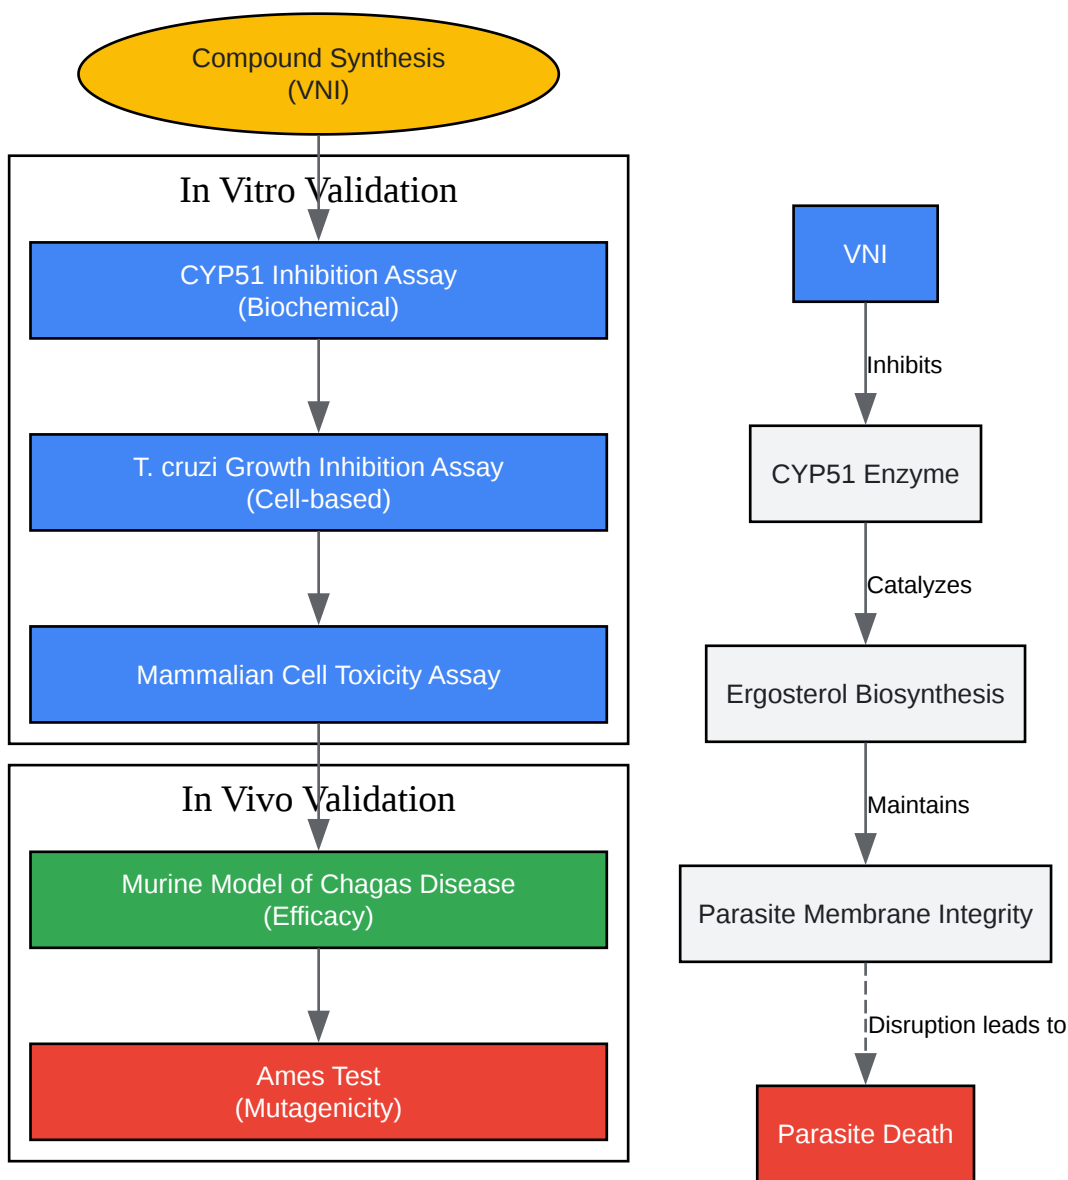 Compound Synthesis
(VNI)
In Vitro Validation
CYP51 Inhibition Assay
(Biochemical)
T. cruzi Growth Inhibition Assay
(Cell-based)
Mammalian Cell Toxicity Assay
In Vivo Validation
Murine Model of Chagas Disease
(Efficacy)
Ames Test
(Mutagenicity)
VNI
Inhibits
CYP51 Enzyme
Catalyzes
Ergosterol Biosynthesis
Maintains
Parasite Membrane Integrity
Disruption leads to
Parasite Death